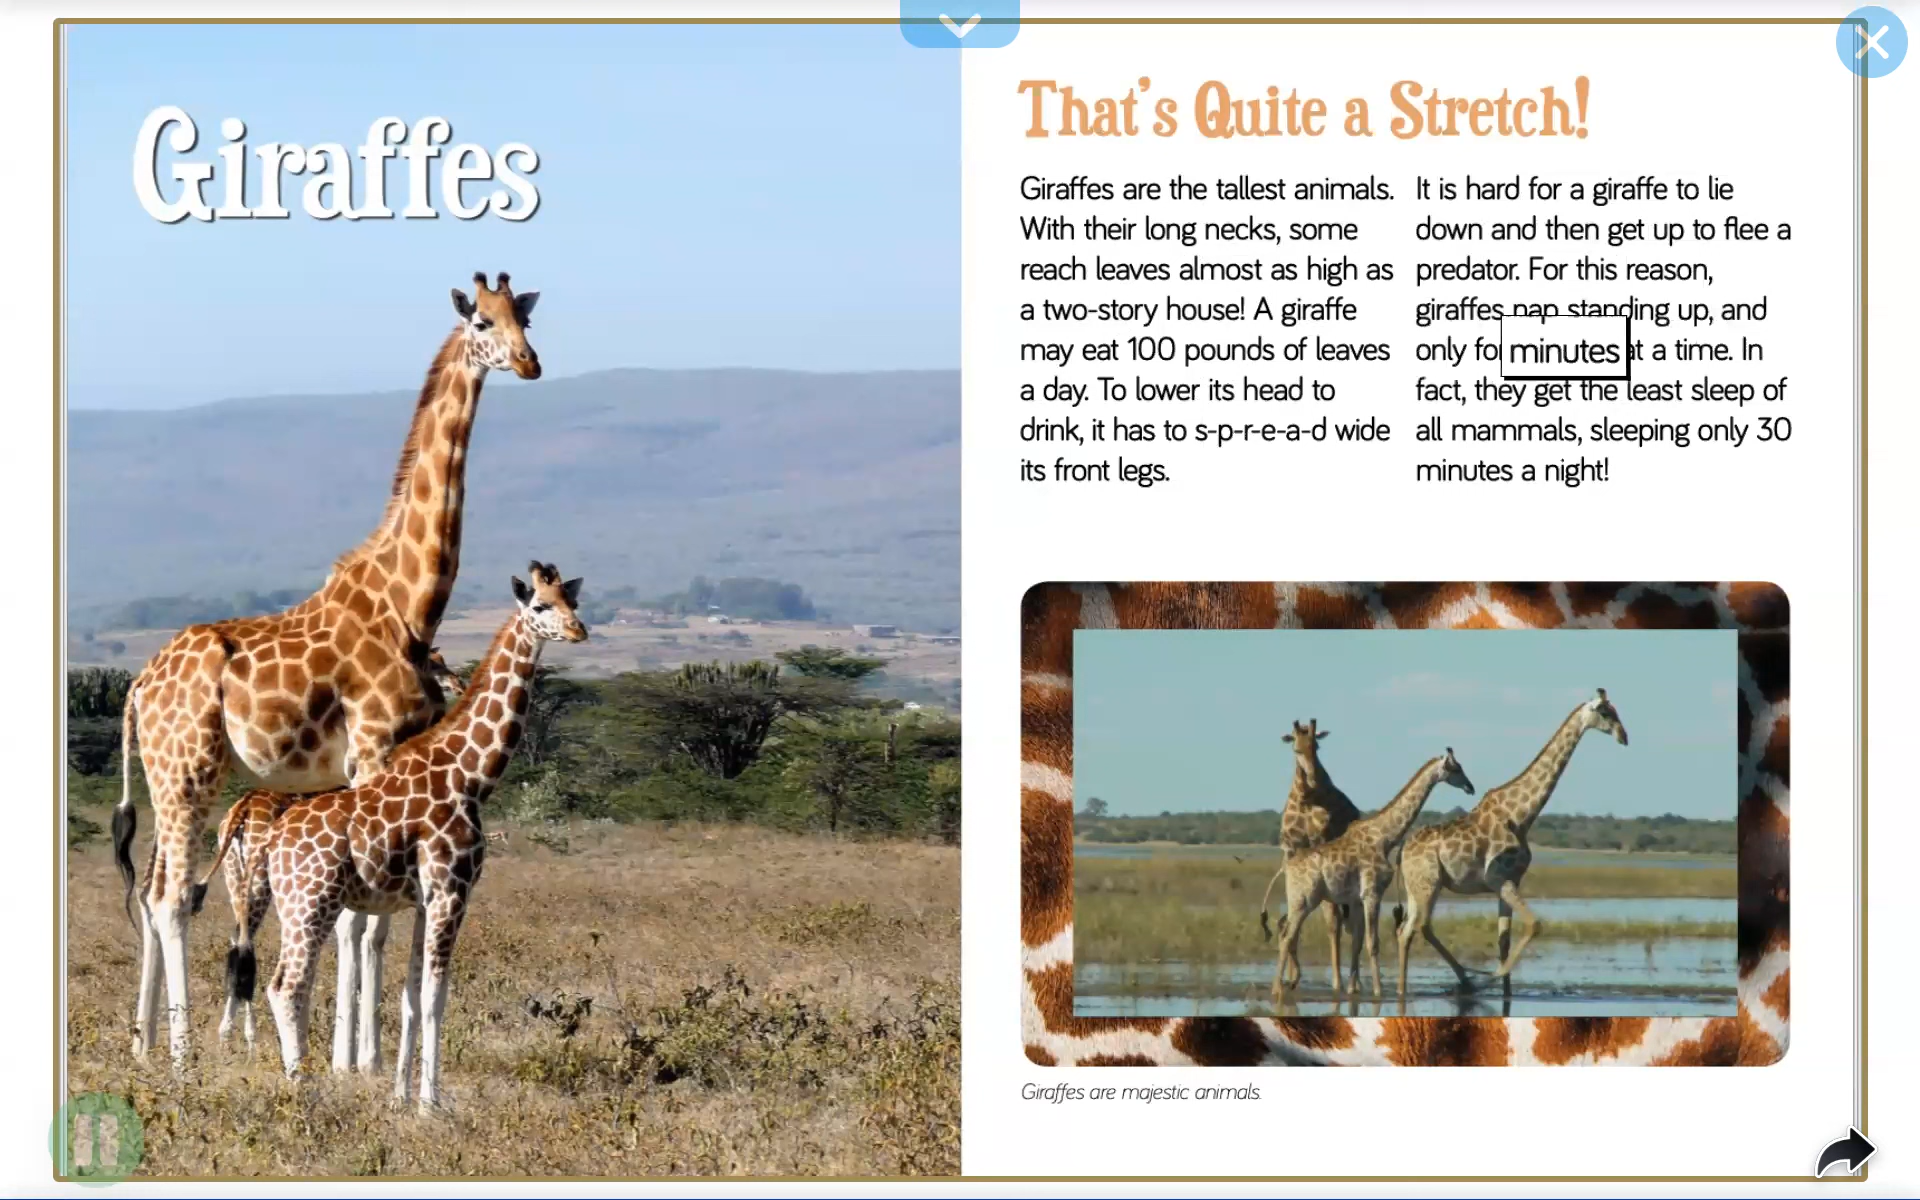 Giraffes
That's Quite a Stretch!
Giraffes are the tallest animals.
With their long necks, some
reach leaves almost as high as
a two-story house! A giraffe
may eat 100 pounds of leaves
a day. To lower its head to
drink, it has to s-p-r-e-a-d wide
its front legs.
It is hard for a giraffe to lie
down and then get up to flee a
predator. For this reason,
giraffes nap standing up, and
only for minutes at a time. In
fact, they get the least sleep of
all mammals, sleeping only 30
minutes a night!
Giraffes are majestic animals.